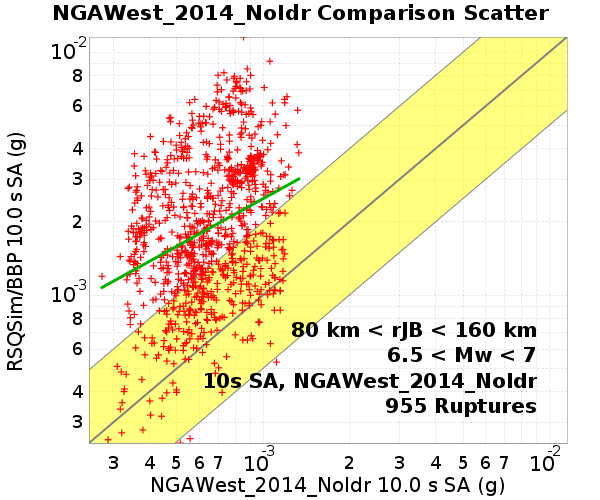 NGAWest_2014_NoIdr Comparison Scatter
10-2
8
6
4
3
2
10-3
8
6
4
3
RSQSim/BBP 10.0 s SA (g)
80 km < rJB < 160 km
6.5 < Mw < 7
10s SA, NGAWest_2014_NoIdr
955 Ruptures
3 4 5 6 7 10-3 2 3 4 5 6 7 10-2
NGAWest_2014_NoIdr 10.0 s SA (g)